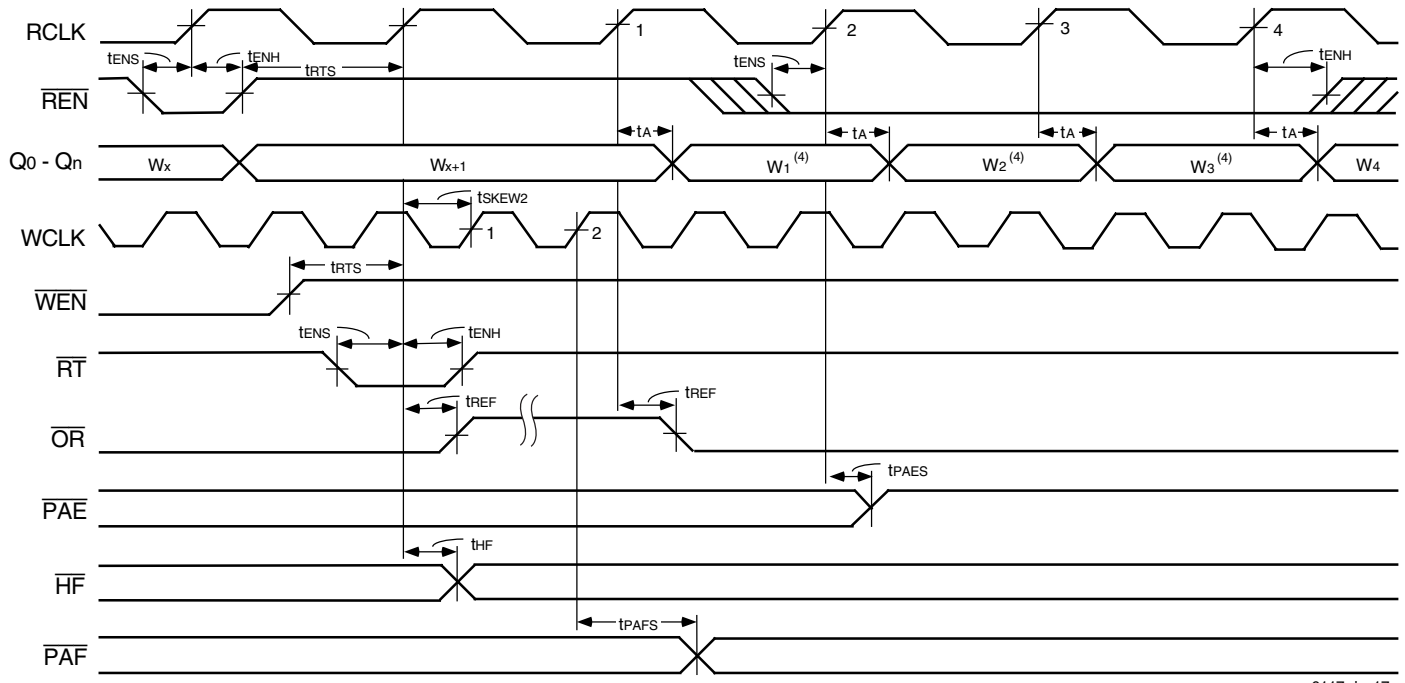 RCLK 1 2 3 4
tENS tENH tRTS tENS tENH
REN
tA tA tA tA
Q0 - Qn Wx Wx+1 W1(4) W2(4) W3(4) W4
tSKEW2
WCLK 1 2
tRTS
WEN
tENS tENH
RT
tREF tREF
OR
tPAES
PAE
tHF
HF
tPAFS
PAF